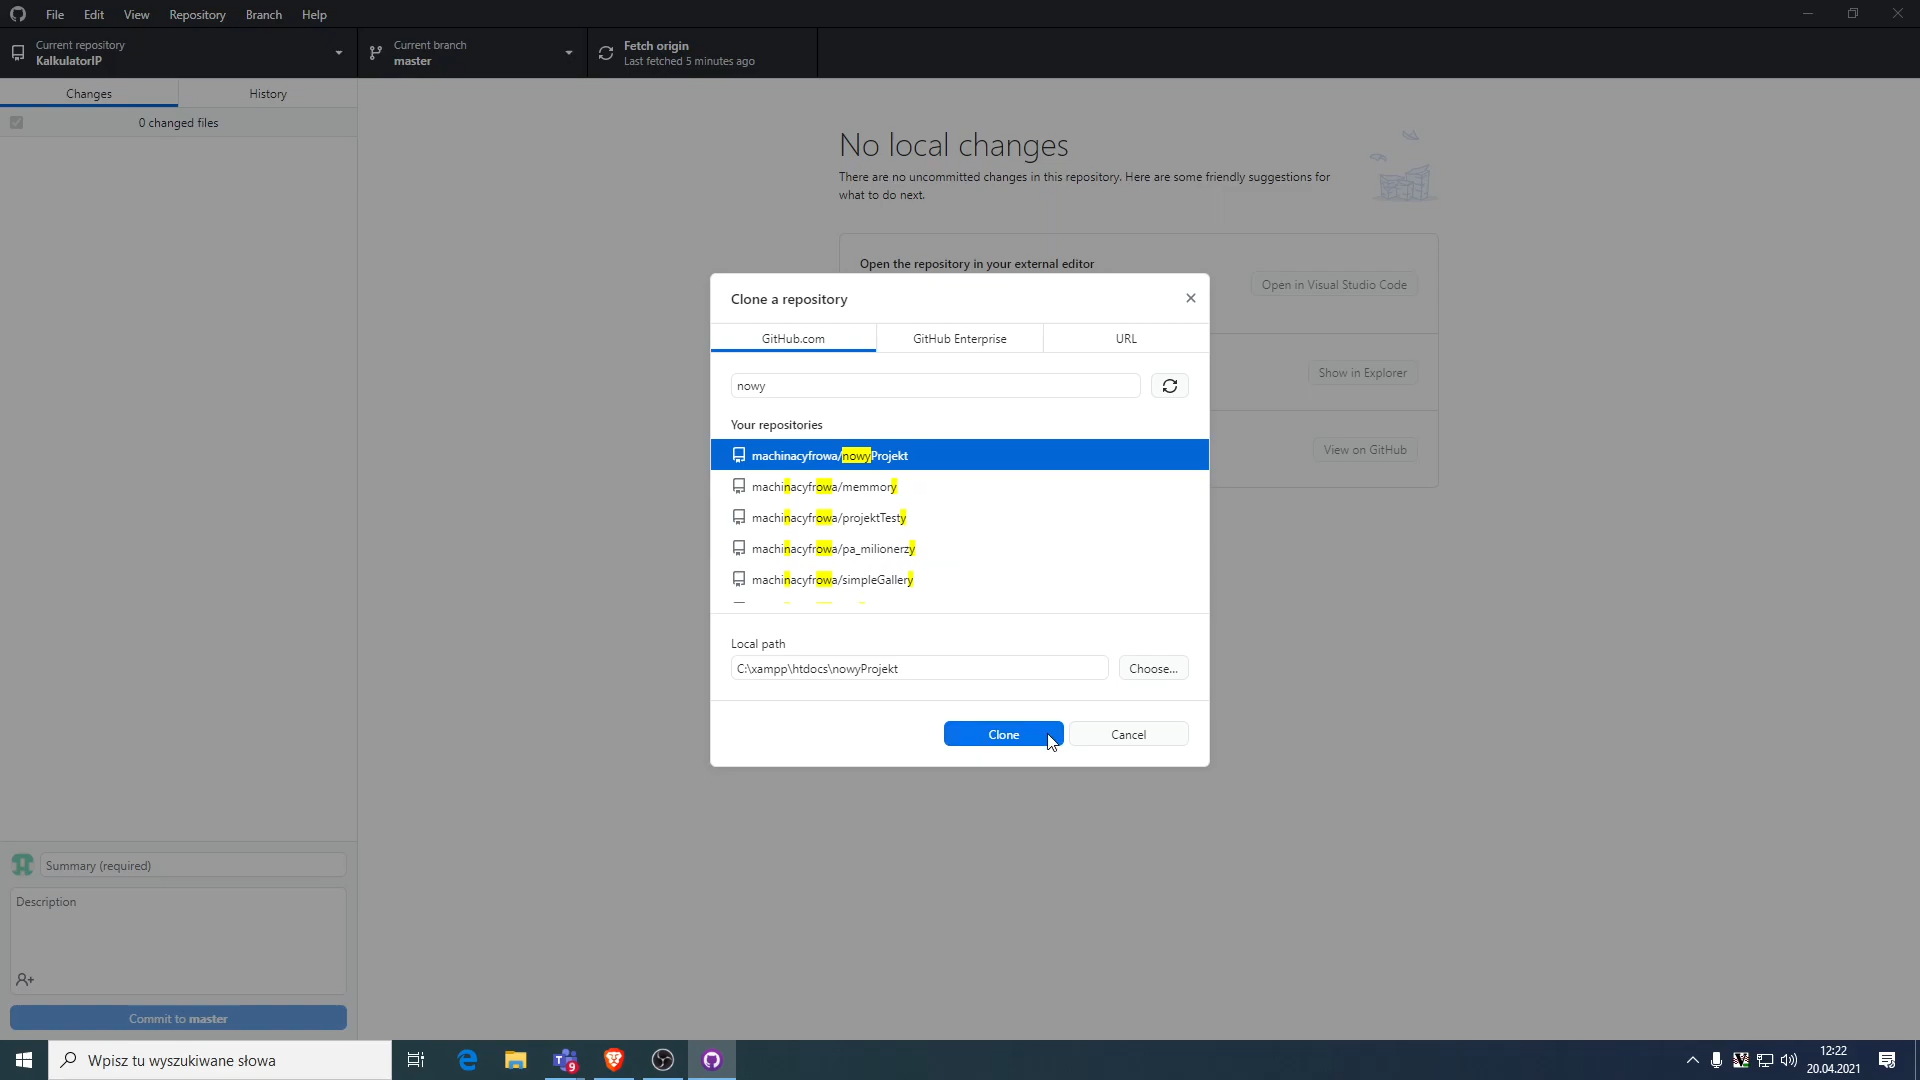 File Edit View Repository Branch Help
Current repository
KalkulatorIP
Current branch
master
Fetch origin
Last fetched 5 minutes ago
Changes History
0 changed files
No local changes
There are no uncommitted changes in this repository. Here are some friendly suggestions for
what to do next.
Open the repository in your external editor
Open in Visual Studio Code
Show in Explorer
View on GitHub
Clone a repository
GitHub.com GitHub Enterprise URL
nowy
Your repositories
machinacyfrowa/nowyProjekt
machinacyfrowa/memmory
machinacyfrowa/projektTesty
machinacyfrowa/pa_milionerzy
machinacyfrowa/simpleGallery
Local path
C:\xampp\htdocs\nowyProjekt Choose...
Clone Cancel
Summary (required)
Description
Commit to master
Wpisz tu wyszukiwane słowa
9
12:22
20.04.2021